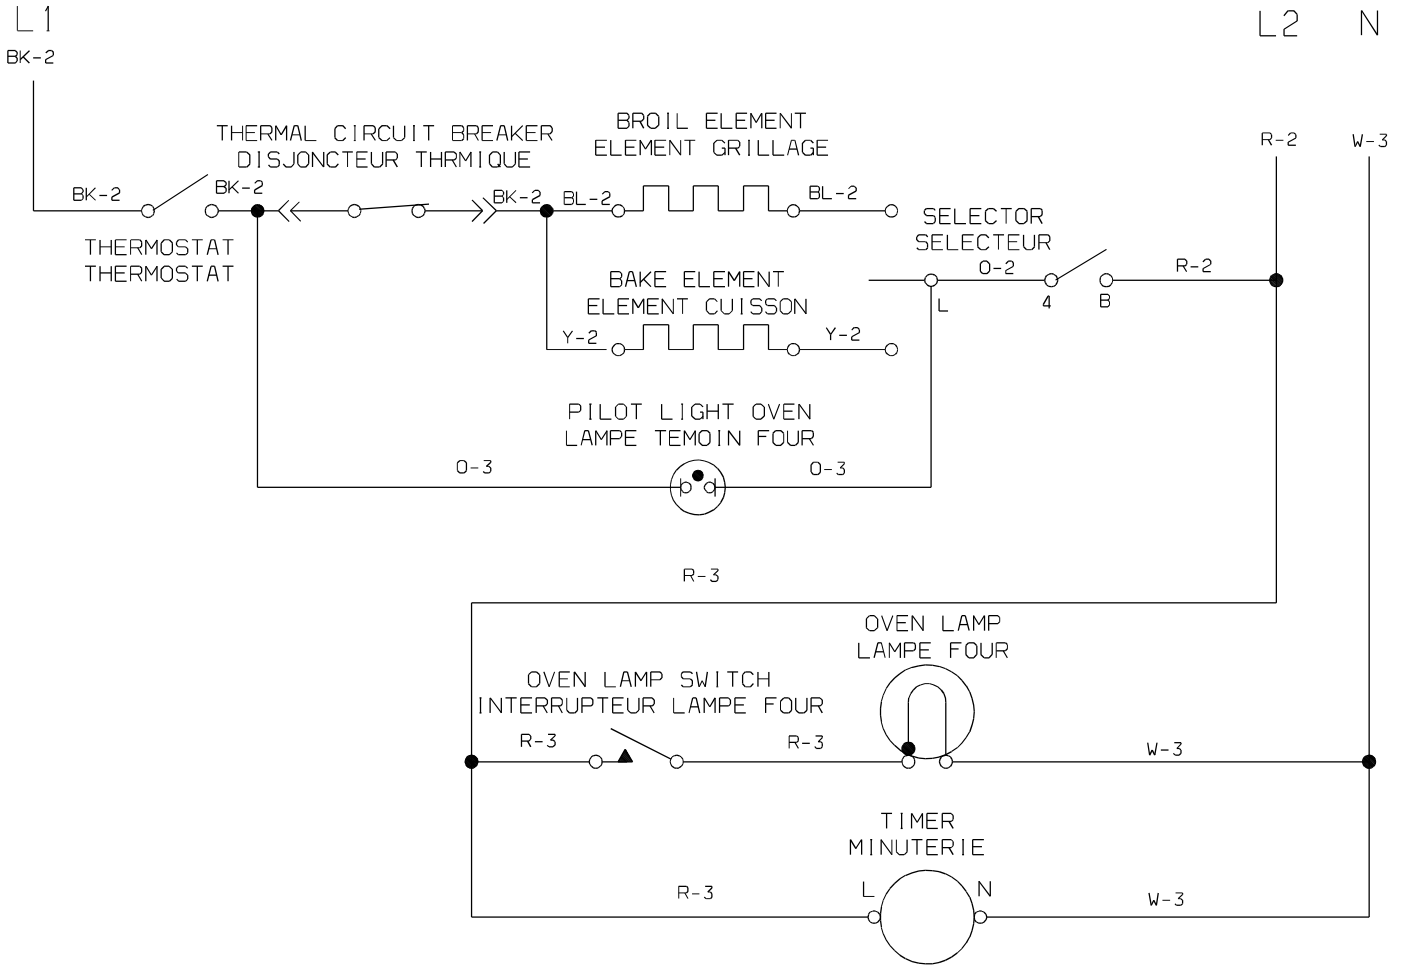 L1
L2
N
BK-2
BROIL ELEMENT
ELEMENT GRILLAGE
THERMAL CIRCUIT BREAKER
DISJONCTEUR THRMIQUE
R-2
W-3
BK-2
BK-2
BK-2
BL-2
BL-2
THERMOSTAT
THERMOSTAT
SELECTOR
SELECTEUR
BAKE ELEMENT
ELEMENT CUISSON
O-2
R-2
L
4
B
Y-2
Y-2
PILOT LIGHT OVEN
LAMPE TEMOIN FOUR
O-3
O-3
R-3
OVEN LAMP
LAMPE FOUR
OVEN LAMP SWITCH
INTERRUPTEUR LAMPE FOUR
R-3
R-3
W-3
TIMER
MINUTERIE
R-3
L
N
W-3